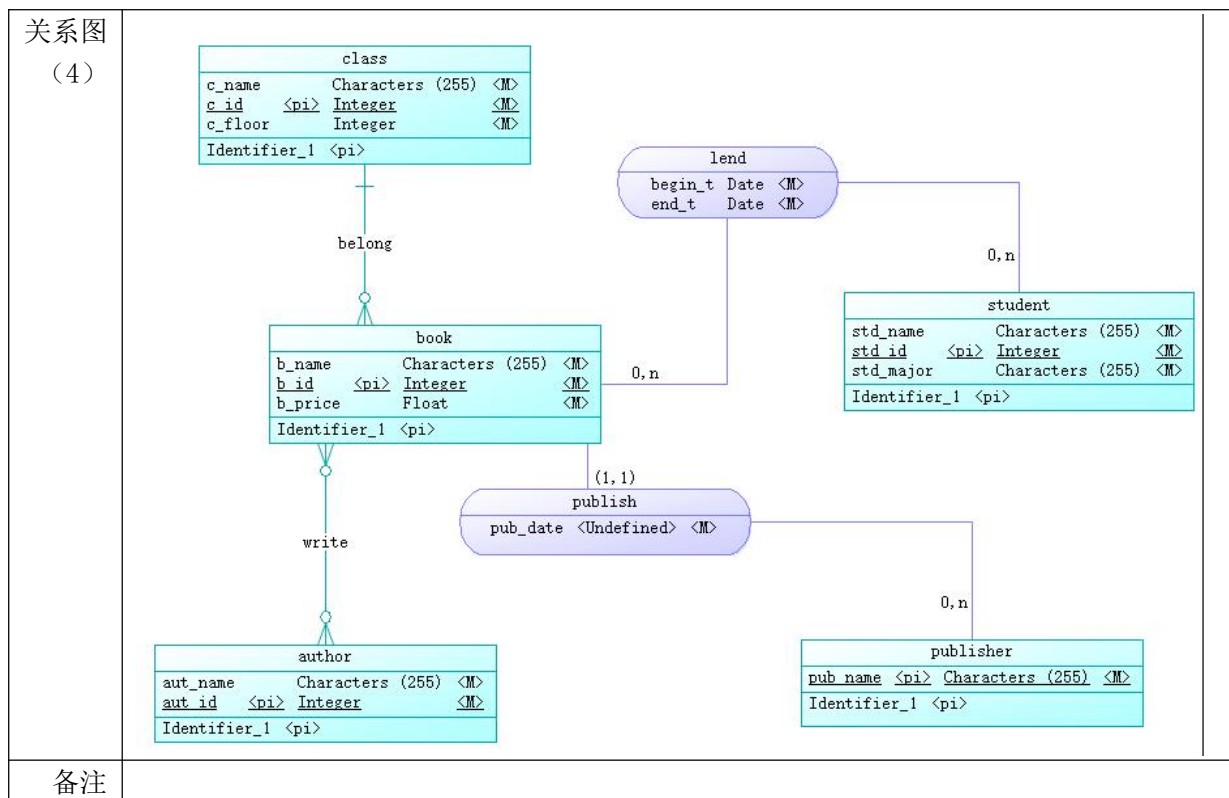 关系图
（4）
class
c_name Characters (255) <M>
c_id <pi> Integer <M>
c_floor Integer <M>
Identifier_1 <pi>
lend
begin_t Date <M>
end_t Date <M>
belong
0,n
student
std_name Characters (255) <M>
std_id <pi> Integer <M>
std_major Characters (255) <M>
Identifier_1 <pi>
book
b_name Characters (255) <M>
b_id <pi> Integer <M>
b_price Float <M>
Identifier_1 <pi>
0,n
(1,1)
publish
pub_date <Undefined> <M>
write
0,n
author
aut_name Characters (255) <M>
aut_id <pi> Integer <M>
Identifier_1 <pi>
publisher
pub_name <pi> Characters (255) <M>
Identifier_1 <pi>
备注